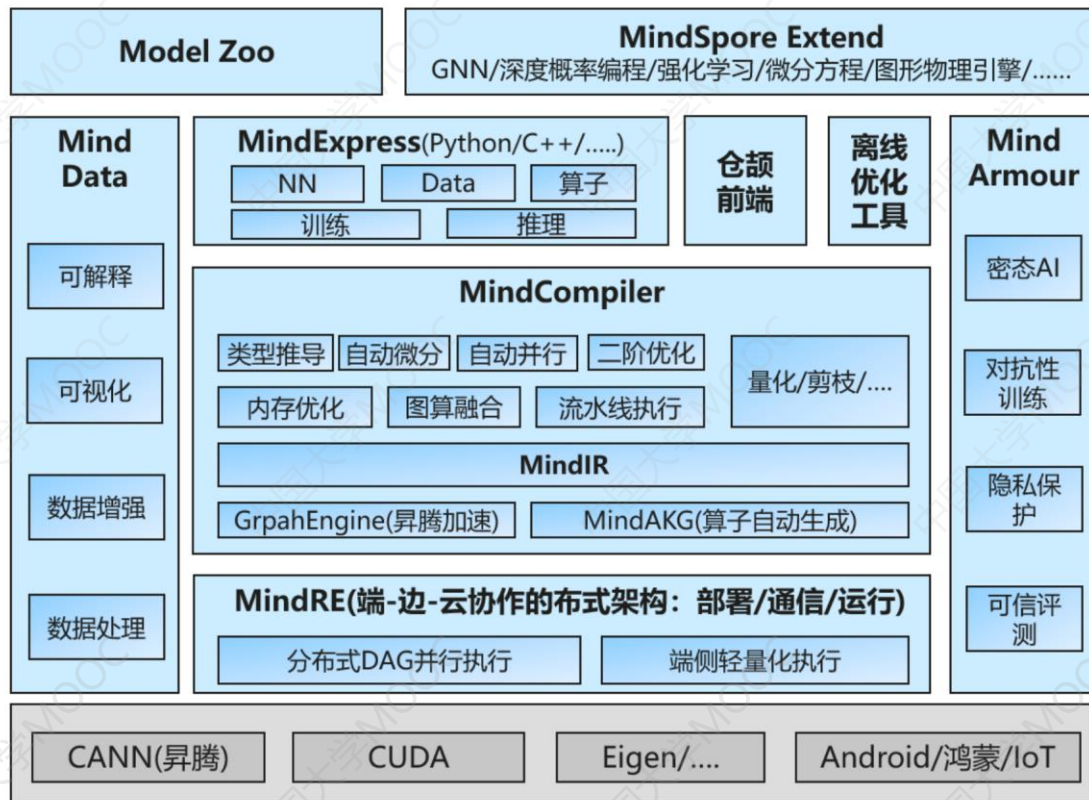 Model Zoo
MindSpore Extend
GNN/深度概率编程/强化学习/微分方程/图形物理引擎/......
Mind
Data
可解释
可视化
数据增强
数据处理
MindExpress(Python/C++/.....)
NN
Data
算子
训练
推理
仓颉
前端
离线
优化
工具
MindCompiler
类型推导
自动微分
自动并行
二阶优化
内存优化
图算融合
流水线执行
量化/剪枝/....
MindIR
GrpahEngine(昇腾加速)
MindAKG(算子自动生成)
MindRE(端-边-云协作的布式架构：部署/通信/运行)
分布式DAG并行执行
端侧轻量化执行
Mind
Armour
密态AI
对抗性
训练
隐私保
护
可信评
测
CANN(昇腾)
CUDA
Eigen/....
Android/鸿蒙/IoT
中国大学MOOC